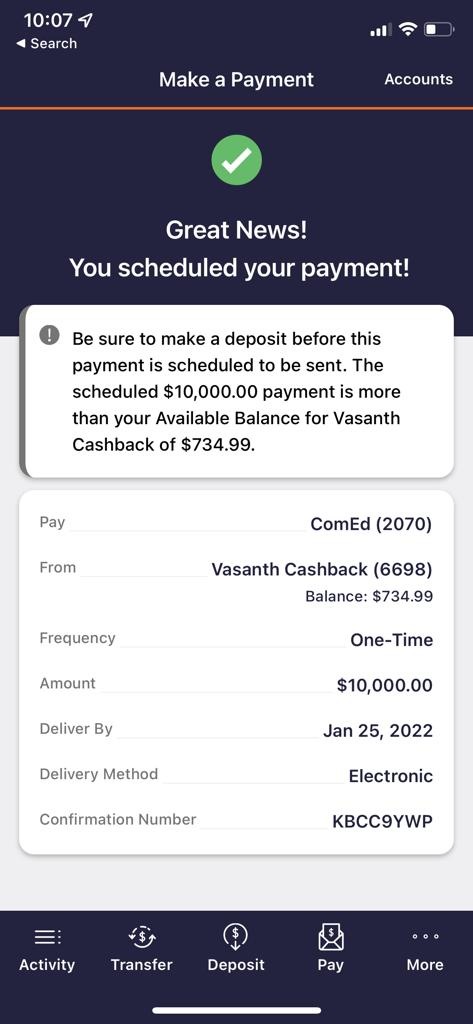 10:07
◀ Search
Make a Payment
Accounts
Great News!
You scheduled your payment!
Be sure to make a deposit before this
payment is scheduled to be sent. The
scheduled $10,000.00 payment is more
than your Available Balance for Vasanth
Cashback of $734.99.
Pay ComEd (2070)
From Vasanth Cashback (6698)
Balance: $734.99
Frequency One-Time
Amount $10,000.00
Deliver By Jan 25, 2022
Delivery Method Electronic
Confirmation Number KBCC9YWP
Activity Transfer Deposit Pay More